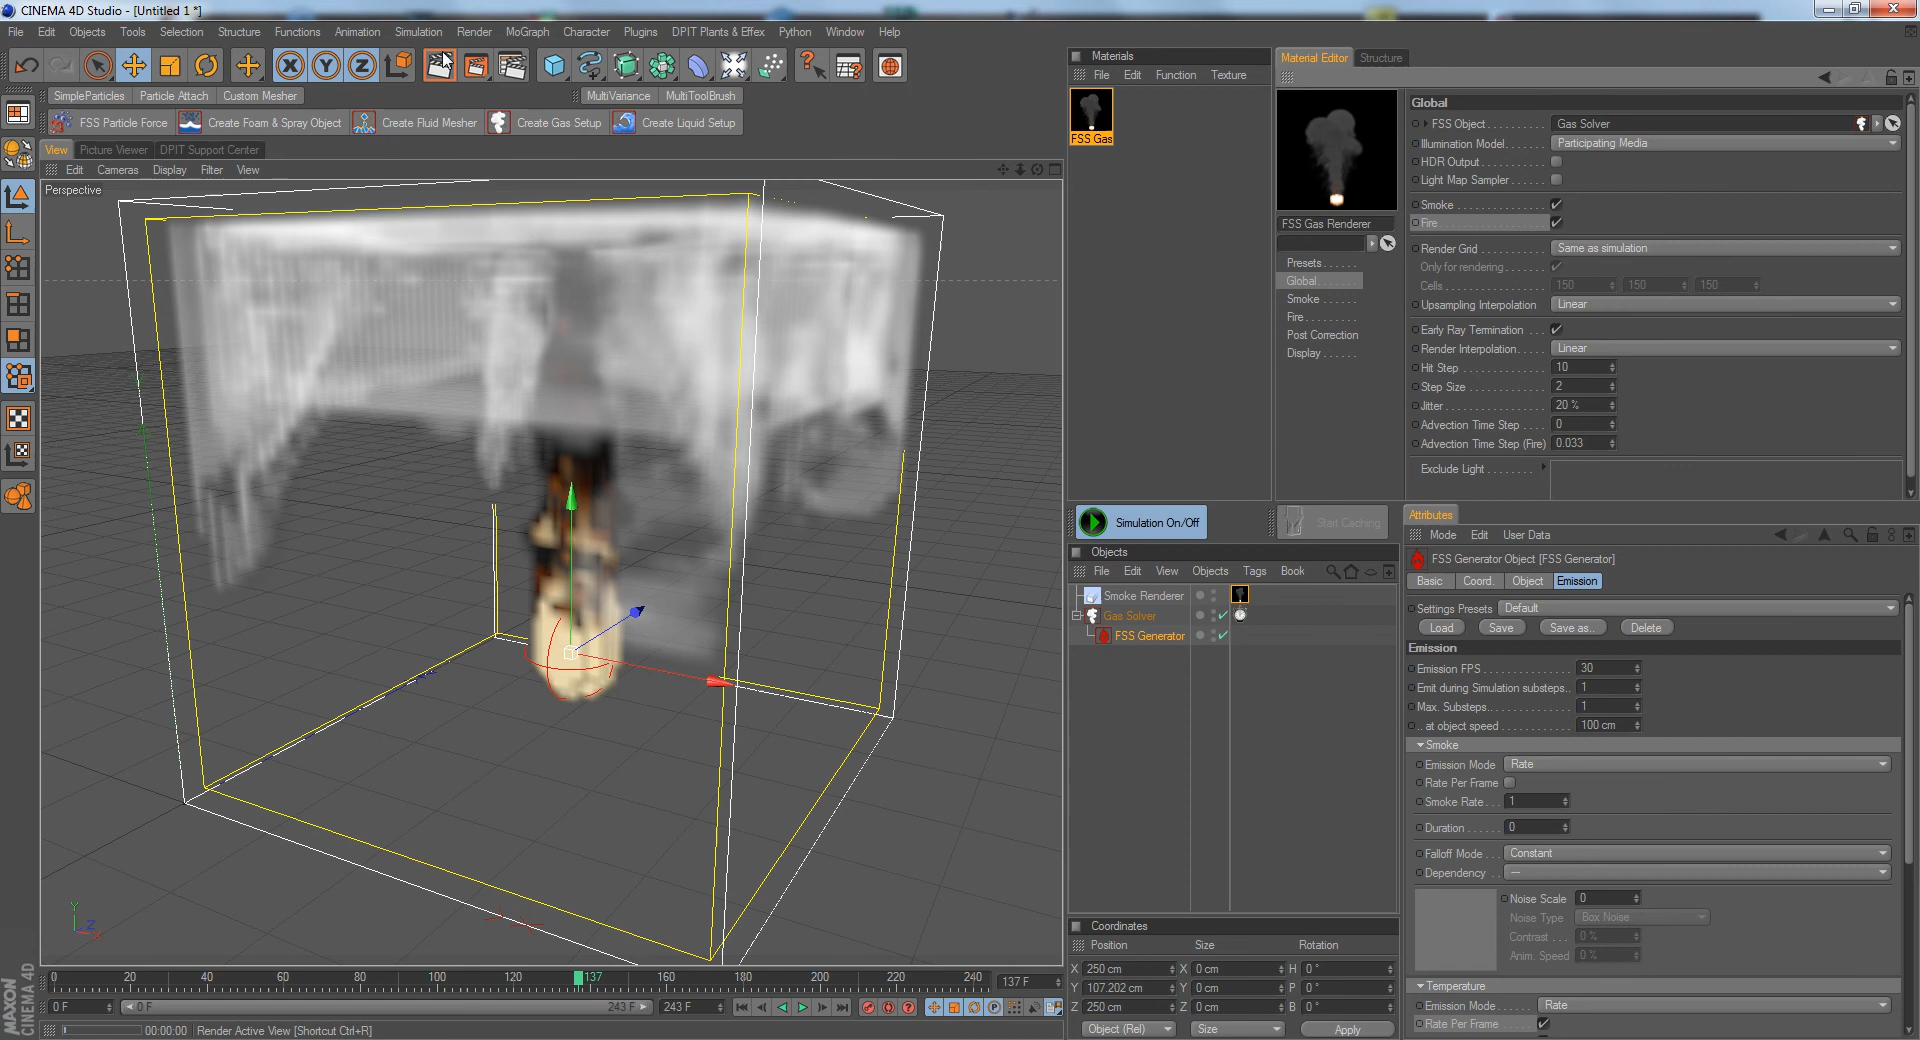 CINEMA 4D Studio - [Untitled 1 *]
File Edit Objects Tools Selection Structure Functions Animation Simulation Render MoGraph Character Plugins DPIT Plants & Effex Python Window Help
SimpleParticles Particle Attach Custom Mesher MultiVariance MultiToolBrush
FSS Particle Force Create Foam & Spray Object Create Fluid Mesher Create Gas Setup Create Liquid Setup
View Picture Viewer DPIT Support Center
Edit Cameras Display Filter View
Perspective
Y
Z
X
0 20 40 60 80 100 120 137 160 180 200 220 240 137 F
0 F 0 F 243 F 243 F
00:00:00 Render Active View [Shortcut Ctrl+R]
MAXON
CINEMA 4D
Materials
File Edit Function Texture
FSS Gas
Material Editor Structure
FSS Gas Renderer
Presets
Global
Smoke
Fire
Post Correction
Display
Global
FSS Object Gas Solver
Illumination Model Participating Media
HDR Output
Light Map Sampler
Smoke
Fire
Render Grid Same as simulation
Only for rendering
Cells 150 150 150
Upsampling Interpolation Linear
Early Ray Termination
Render Interpolation Linear
Hit Step 10
Step Size 2
Jitter 20 %
Advection Time Step 0
Advection Time Step (Fire) 0.033
Exclude Light
Simulation On/Off Start Caching
Objects
File Edit View Objects Tags Book
Smoke Renderer
Gas Solver
FSS Generator
Coordinates
Position Size Rotation
X 250 cm X 0 cm H 0 °
Y 107.202 cm Y 0 cm P 0 °
Z 250 cm Z 0 cm B 0 °
Object (Rel) Size Apply
Attributes
Mode Edit User Data
FSS Generator Object [FSS Generator]
Basic Coord. Object Emission
Settings Presets Default
Load Save Save as.. Delete
Emission
Emission FPS 30
Emit during Simulation substeps.. 1
Max. Substeps 1
.. at object speed 100 cm
Smoke
Emission Mode Rate
Rate Per Frame
Smoke Rate 1
Duration 0
Falloff Mode Constant
Dependency —
Noise Scale 0
Noise Type Box Noise
Contrast 0 %
Anim. Speed 0 %
Temperature
Emission Mode Rate
Rate Per Frame